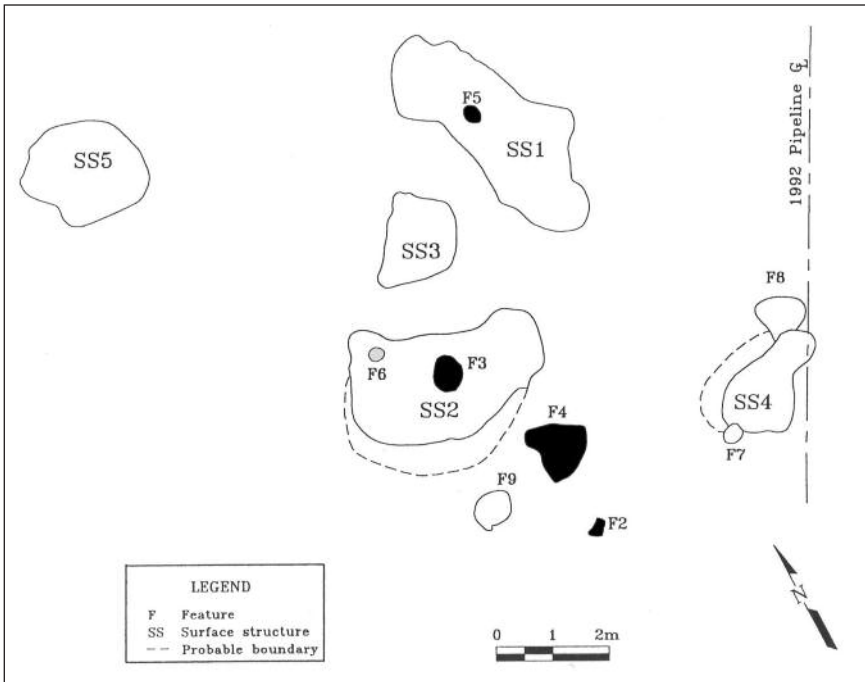 F5
SS1
SS5
1992 Pipeline ℄
SS3
F8
F6
F3
SS2
SS4
F4
F7
F9
F2
LEGEND
F Feature
SS Surface structure
Probable boundary
0 1 2m
N